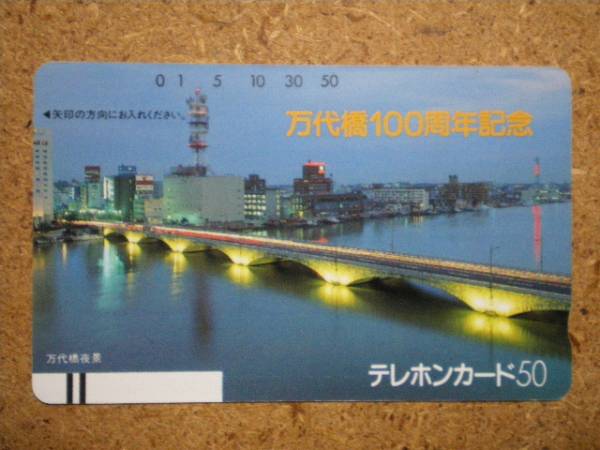 0 1 5 10 30 50
◀矢印の方向にお入れください。
万代橋100周年記念
万代橋夜景
テレホンカード50